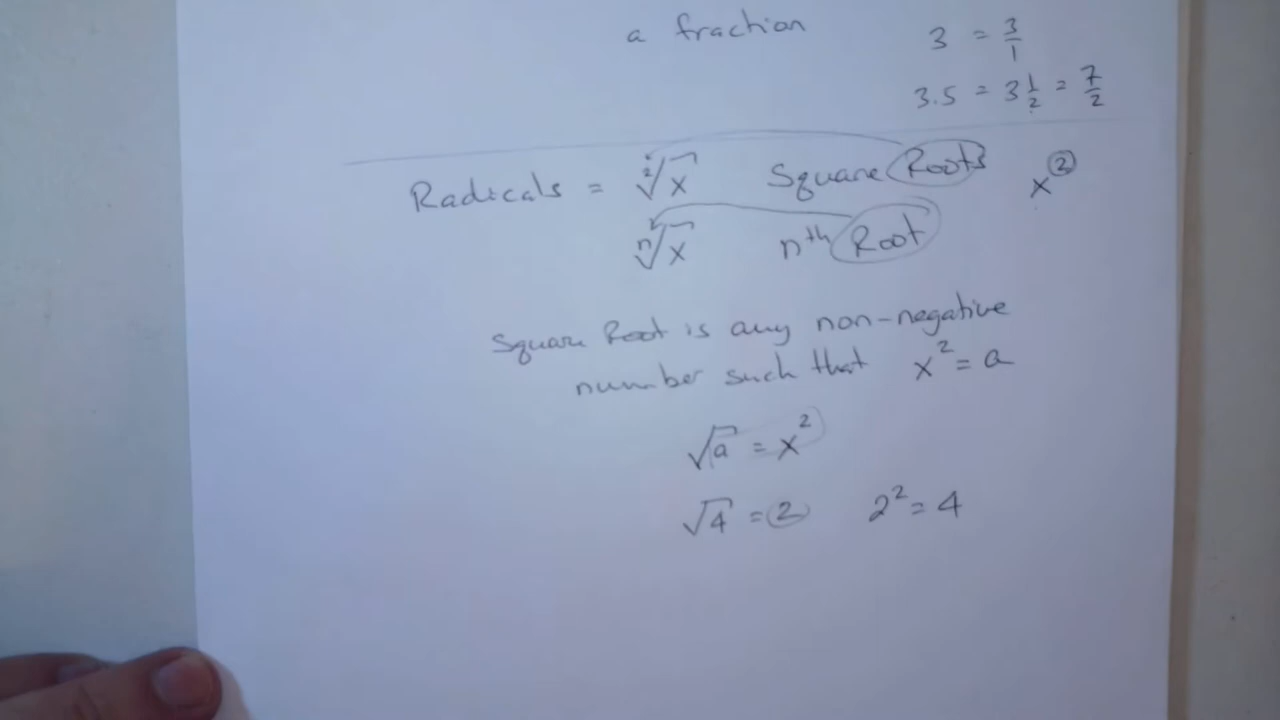 a fraction 3 = 3/1
3.5 = 3 1/2 = 7/2
Radicals = ²√x Square Roots x²
ⁿ√x nth Root
Square Root is any non-negative
number such that x² = a
√a = x²
√4 = 2 2² = 4